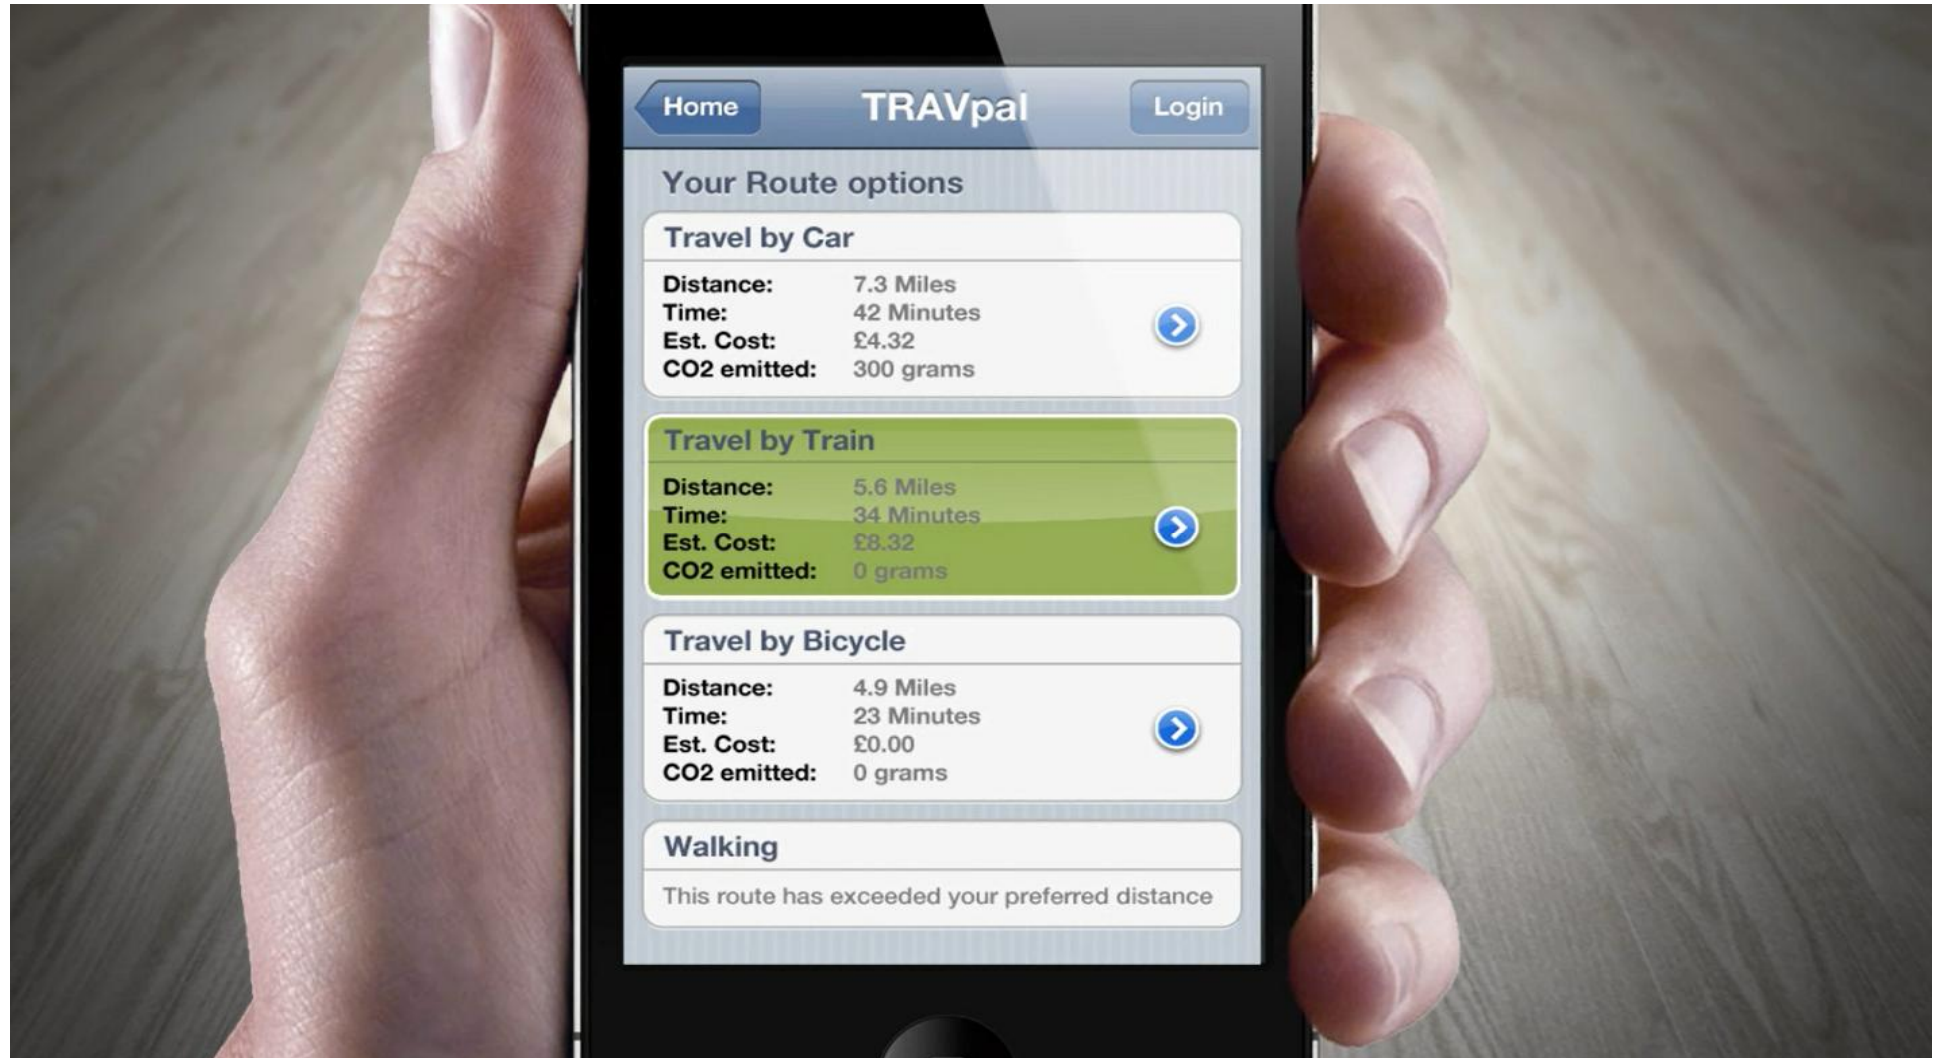 Home TRAVpal Login
Your Route options
Travel by Car
Distance: 7.3 Miles
Time: 42 Minutes
Est. Cost: £4.32
CO2 emitted: 300 grams
Travel by Train
Distance: 5.6 Miles
Time: 34 Minutes
Est. Cost: £8.32
CO2 emitted: 0 grams
Travel by Bicycle
Distance: 4.9 Miles
Time: 23 Minutes
Est. Cost: £0.00
CO2 emitted: 0 grams
Walking
This route has exceeded your preferred distance